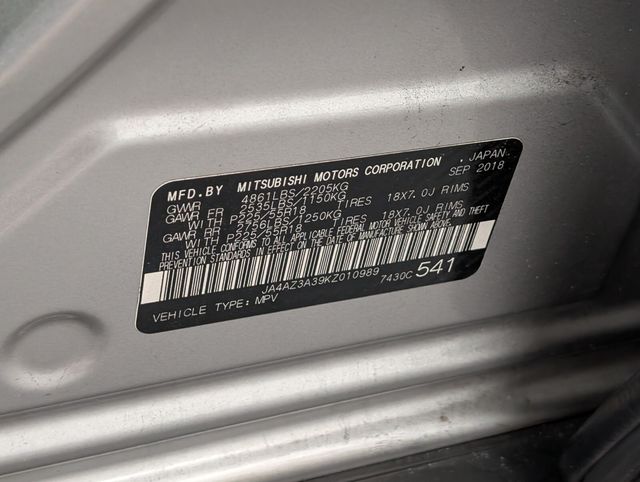 MFD.BY MITSUBISHI MOTORS CORPORATION , JAPAN
GVWR 4861LBS/2205KG SEP 2018
GAWR FR 2535LBS/1150KG
WITH P225/55R18 TIRES 18X7.0J RIMS
GAWR RR 2756LBS/1250KG
WITH P225/55R18 TIRES 18X7.0J RIMS
THIS VEHICLE CONFORMS TO ALL APPLICABLE FEDERAL MOTOR VEHICLE SAFETY AND THEFT
PREVENTION STANDARDS IN EFFECT ON THE DATE OF MANUFACTURE SHOWN ABOVE.
JA4AZ3A39KZ010989 7430C 541
VEHICLE TYPE: MPV